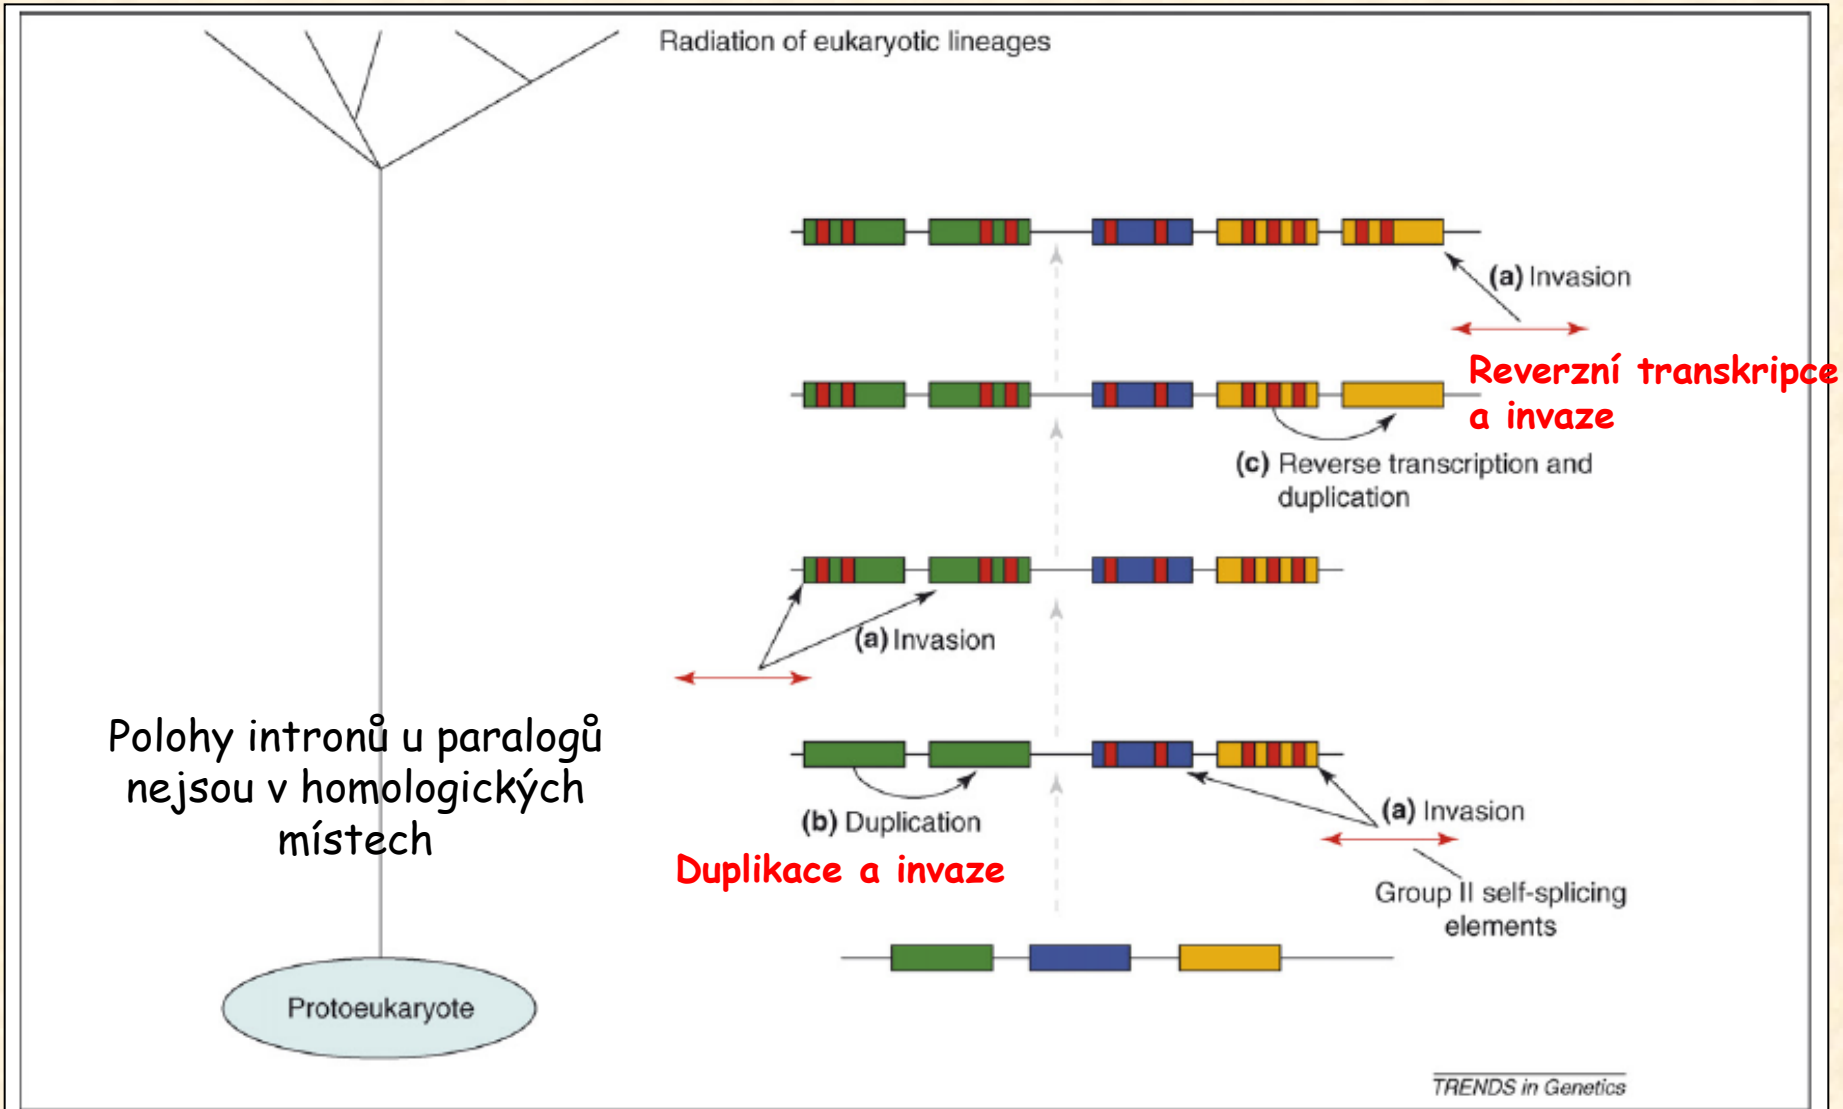 Radiation of eukaryotic lineages
(a) Invasion
Reverzní transkripce
a invaze
(c) Reverse transcription and
duplication
(a) Invasion
Polohy intronů u paralogů
nejsou v homologických
místech
(b) Duplication
(a) Invasion
Duplikace a invaze
Group II self-splicing
elements
Protoeukaryote
TRENDS in Genetics